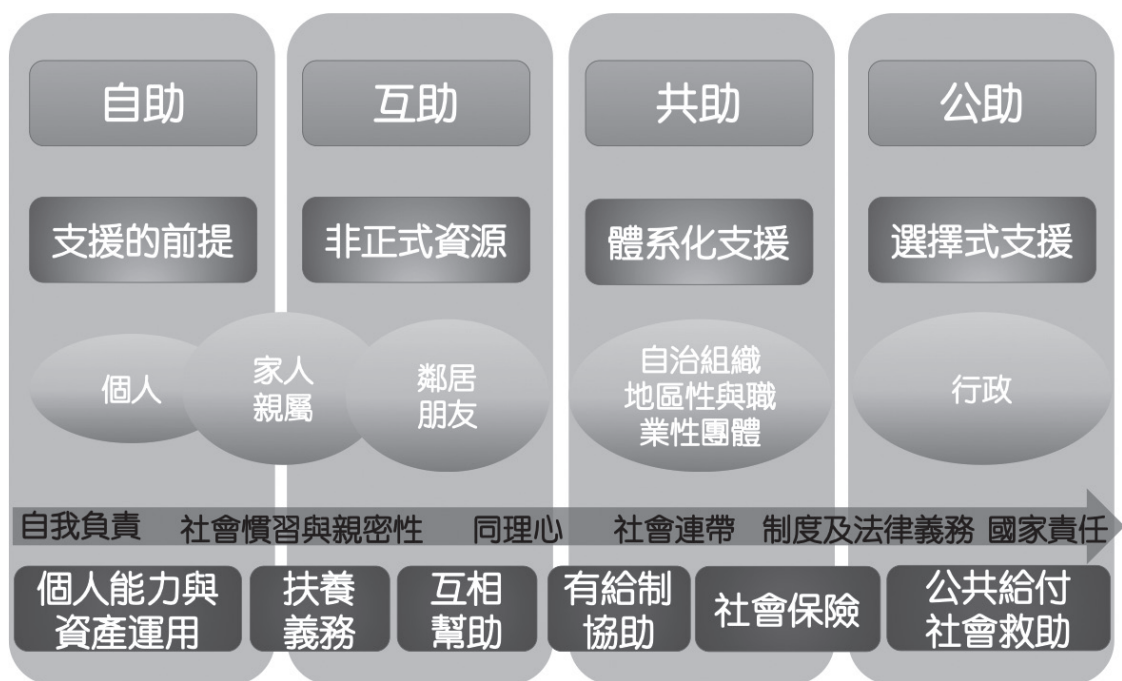 自助
互助
共助
公助
支援的前提
非正式資源
體系化支援
選擇式支援
個人
家人
親屬
鄰居
朋友
自治組織
地區性與職
業性團體
行政
自我負責
社會慣習與親密性
同理心
社會連帶
制度及法律義務
國家責任
個人能力與
資產運用
扶養
義務
互相
幫助
有給制
協助
社會保險
公共給付
社會救助